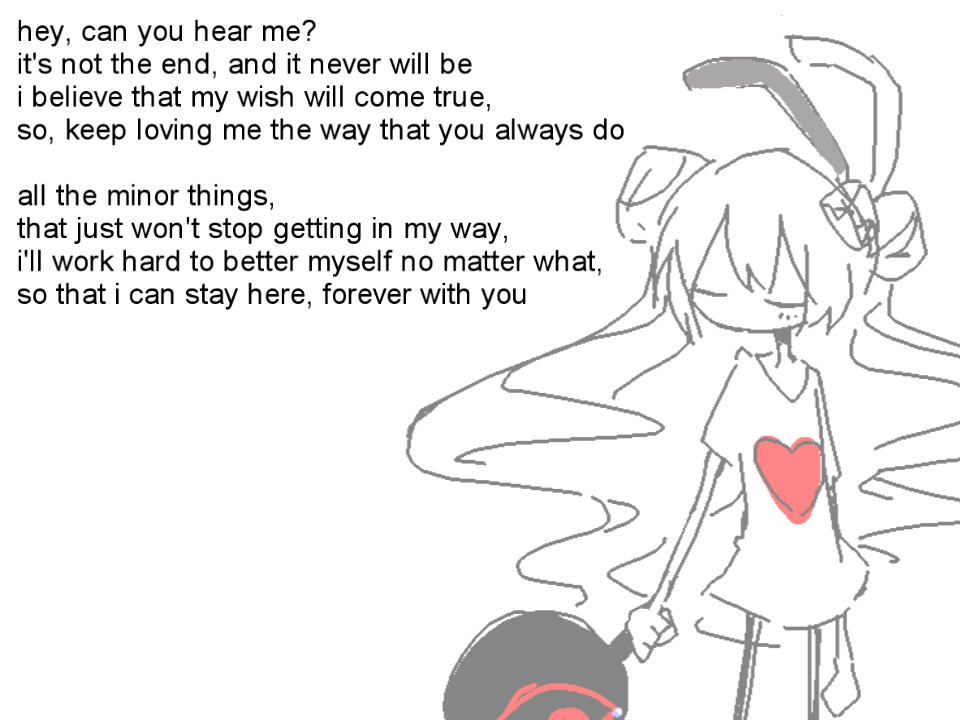 hey, can you hear me?
it's not the end, and it never will be
i believe that my wish will come true,
so, keep loving me the way that you always do
all the minor things,
that just won't stop getting in my way,
i'll work hard to better myself no matter what,
so that i can stay here, forever with you